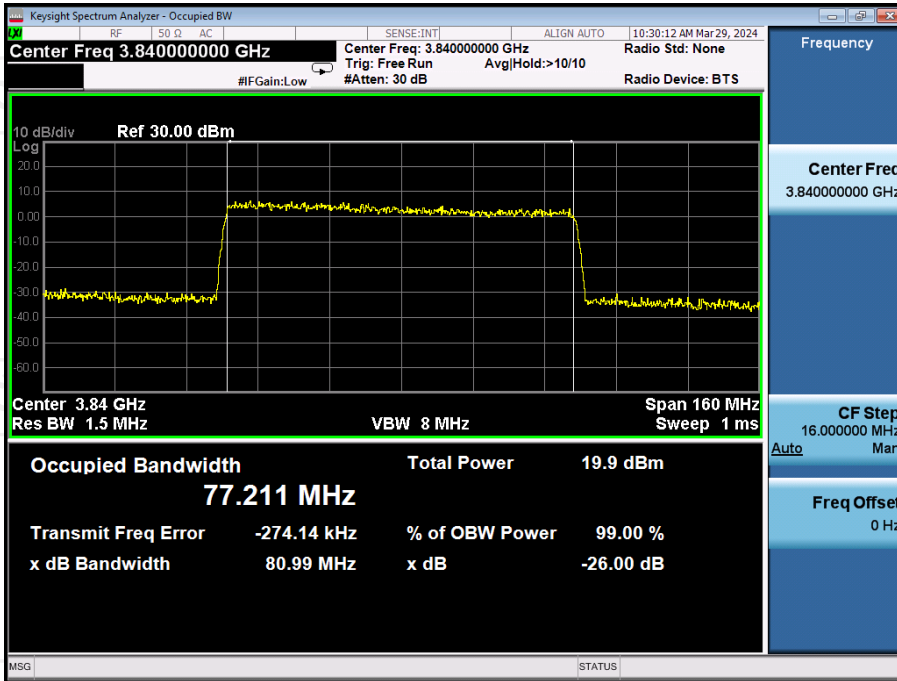 Keysight Spectrum Analyzer - Occupied BW
LXI RF 50 Ω AC SENSE:INT ALIGN AUTO 10:30:12 AM Mar 29, 2024
Center Freq 3.840000000 GHz
Center Freq: 3.840000000 GHz Radio Std: None
Trig: Free Run Avg|Hold:>10/10
#IFGain:Low #Atten: 30 dB Radio Device: BTS
10 dB/div Ref 30.00 dBm
Log
20.0
10.0
0.00
-10.0
-20.0
-30.0
-40.0
-50.0
-60.0
Center 3.84 GHz Span 160 MHz
Res BW 1.5 MHz VBW 8 MHz Sweep 1 ms
Occupied Bandwidth Total Power 19.9 dBm
77.211 MHz
Transmit Freq Error -274.14 kHz % of OBW Power 99.00 %
x dB Bandwidth 80.99 MHz x dB -26.00 dB
MSG STATUS
Frequency
Center Freq
3.840000000 GHz
CF Step
16.000000 MHz
Auto Man
Freq Offset
0 Hz